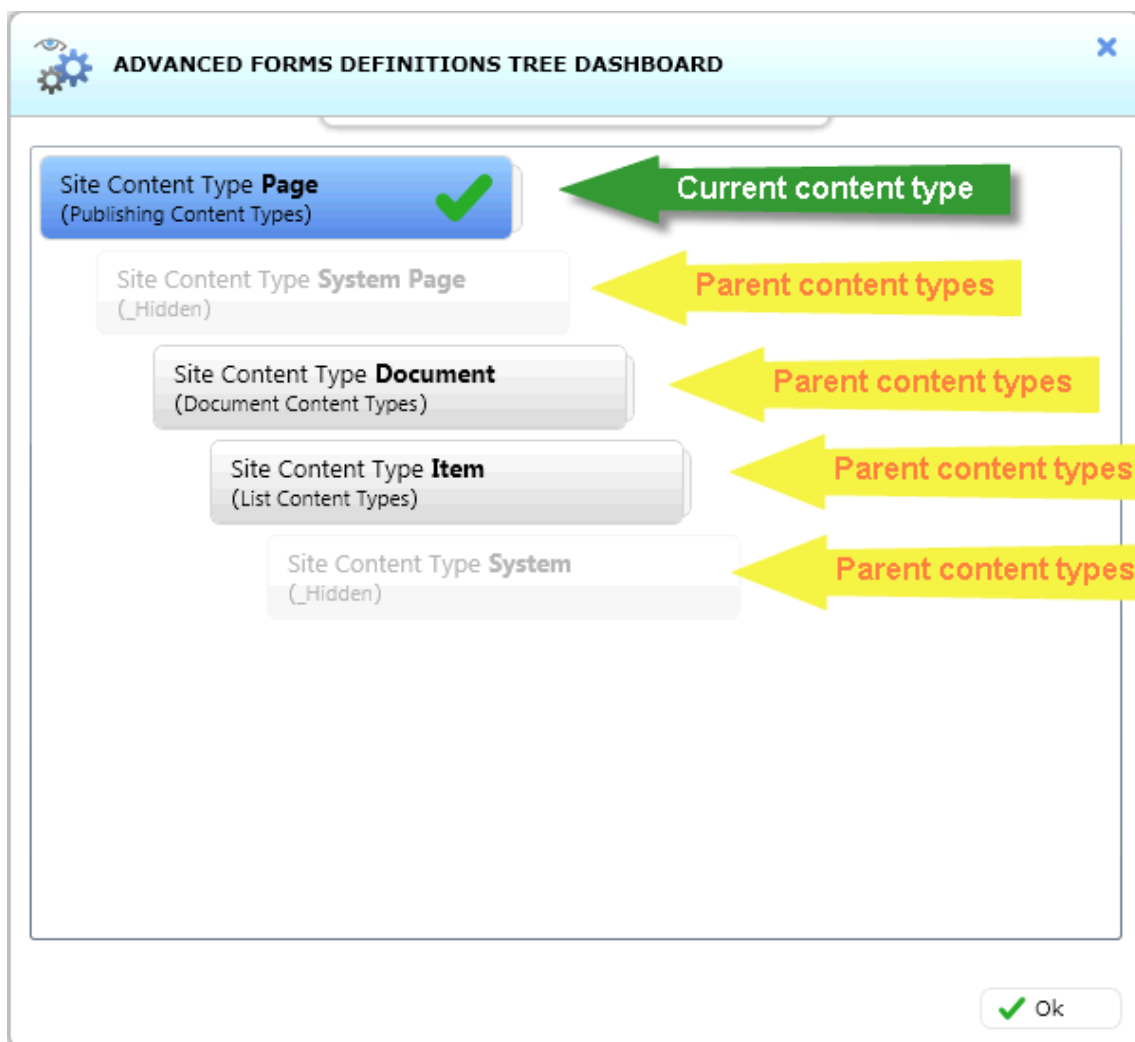 ADVANCED FORMS DEFINITIONS TREE DASHBOARD
Site Content Type Page
(Publishing Content Types)
Current content type
Site Content Type System Page
(_Hidden)
Parent content types
Site Content Type Document
(Document Content Types)
Parent content types
Site Content Type Item
(List Content Types)
Parent content types
Site Content Type System
(_Hidden)
Parent content types
Ok